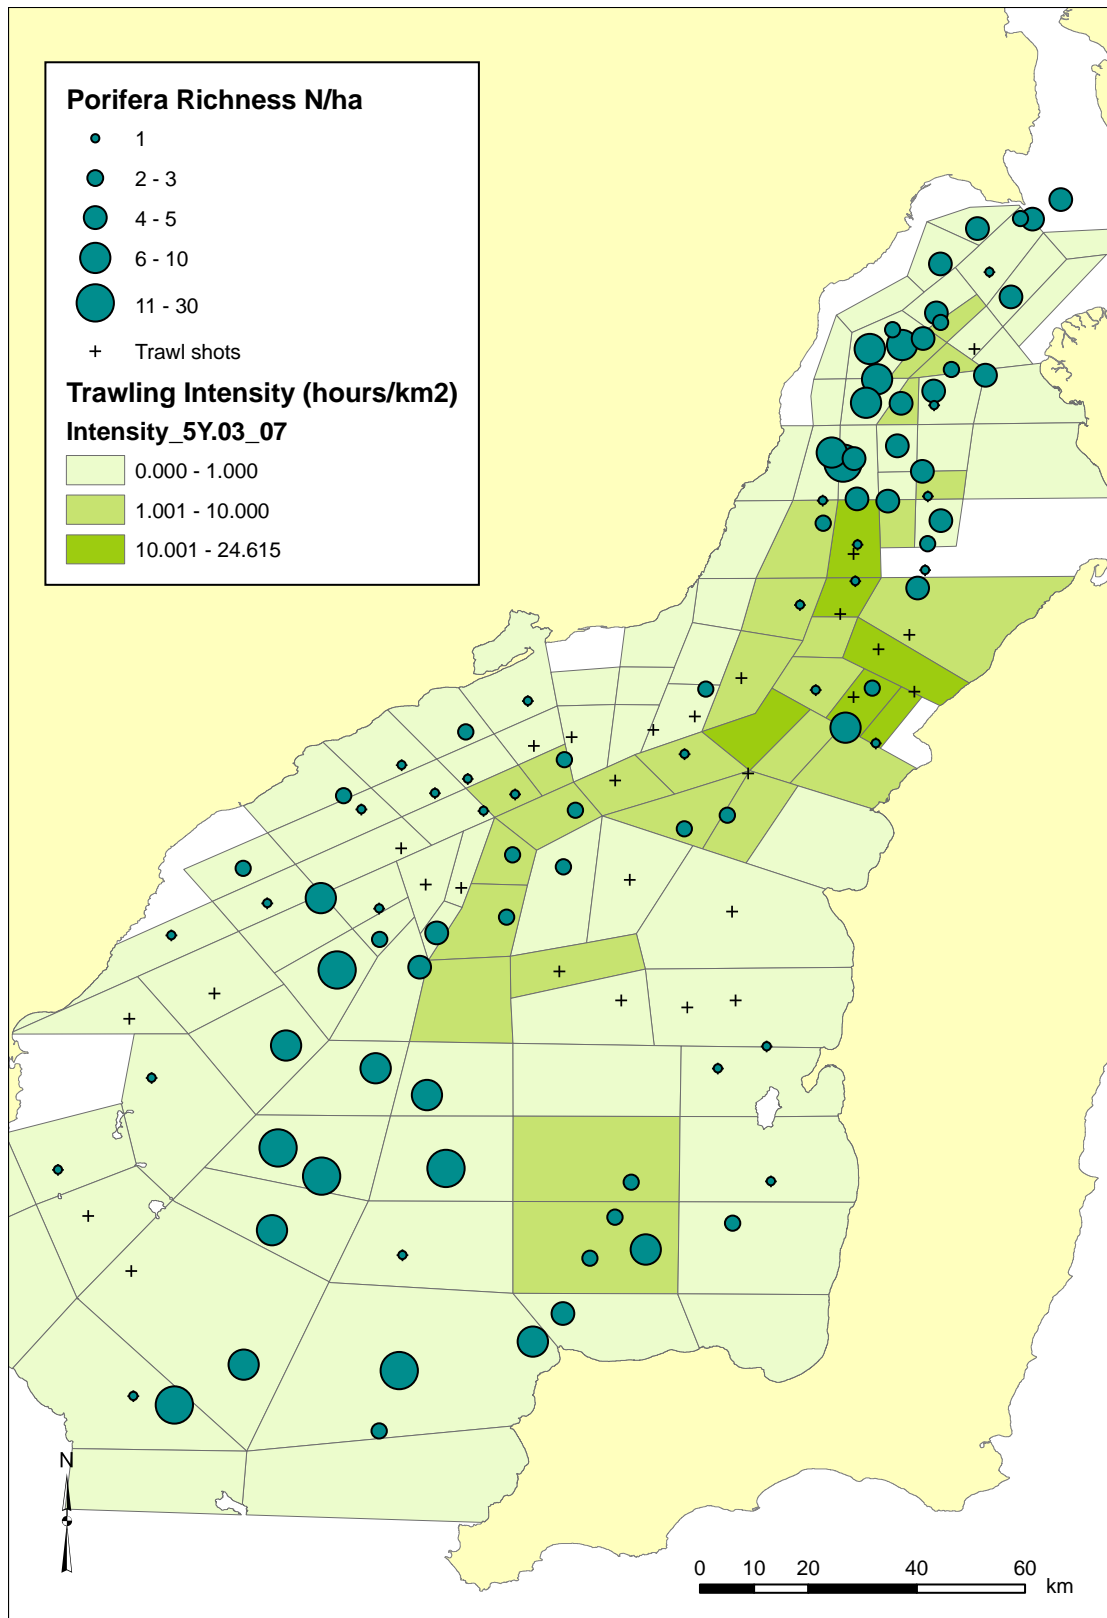 Porifera Richness N/ha
1
2 - 3
4 - 5
6 - 10
11 - 30
Trawl shots
Trawling Intensity (hours/km2)
Intensity_5Y.03_07
0.000 - 1.000
1.001 - 10.000
10.001 - 24.615
N
0 10 20 40 60
km